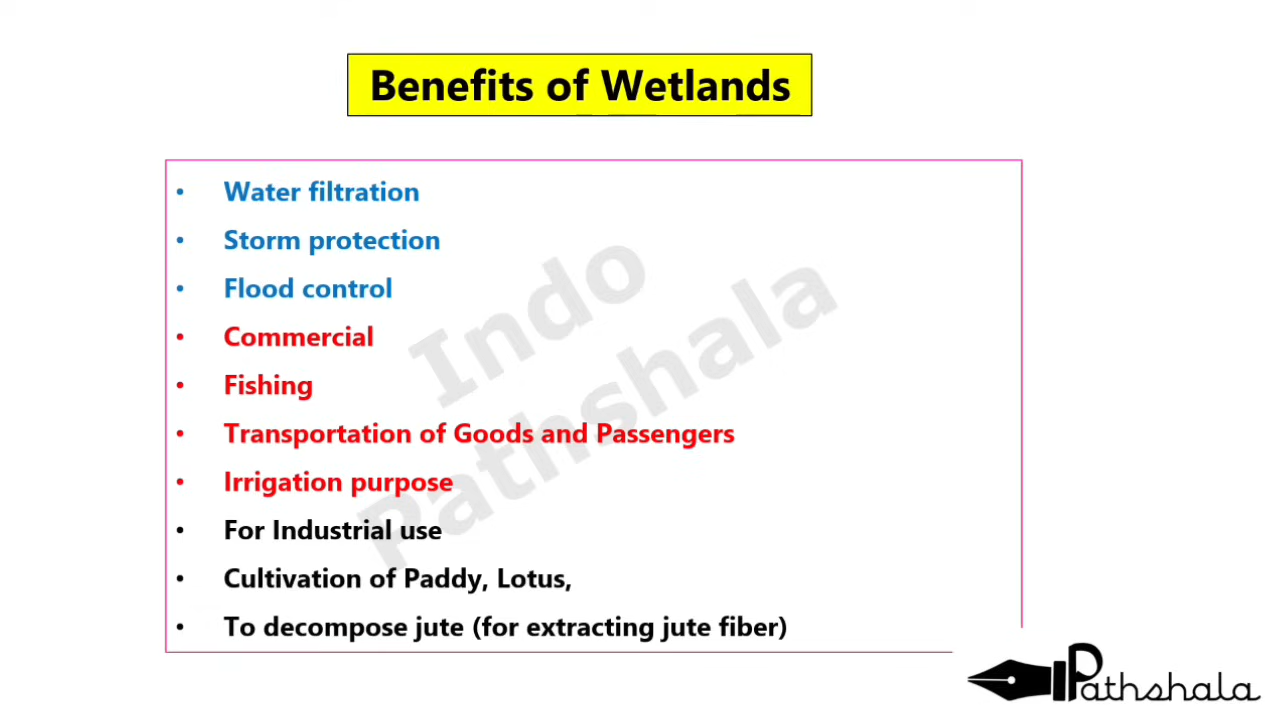 Benefits of Wetlands
• Water filtration
• Storm protection
• Flood control
• Commercial
• Fishing
• Transportation of Goods and Passengers
• Irrigation purpose
• For Industrial use
• Cultivation of Paddy, Lotus,
• To decompose jute (for extracting jute fiber)
Indo
Pathshala
Pathshala